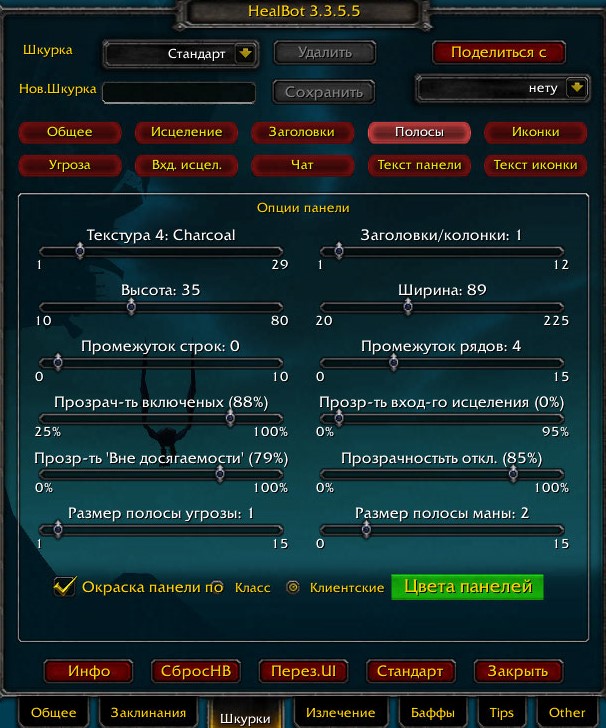 HealBot 3.3.5.5
Шкурка Стандарт Удалить Поделиться с
Нов.Шкурка Сохранить нету
Общее Исцеление Заголовки Полосы Иконки
Угроза Вхд. исцел. Чат Текст панели Текст иконки
Опции панели
Текстура 4: Charcoal Заголовки/колонки: 1
1 29 1 12
Высота: 35 Ширина: 89
10 80 20 225
Промежуток строк: 0 Промежуток рядов: 4
0 10 0 15
Прозрач-ть включеных (88%) Прозр-ть вход-го исцеления (0%)
25% 100% 0% 95%
Прозр-ть 'Вне досягаемости' (79%) Прозрачностьть откл. (85%)
0% 100% 0% 100%
Размер полосы угрозы: 1 Размер полосы маны: 2
1 15 0 15
Окраска панели по Класс Клиентские Цвета панелей
Инфо СбросHB Перез.UI Стандарт Закрыть
Общее Заклинания Шкурки Излечение Баффы Tips Other